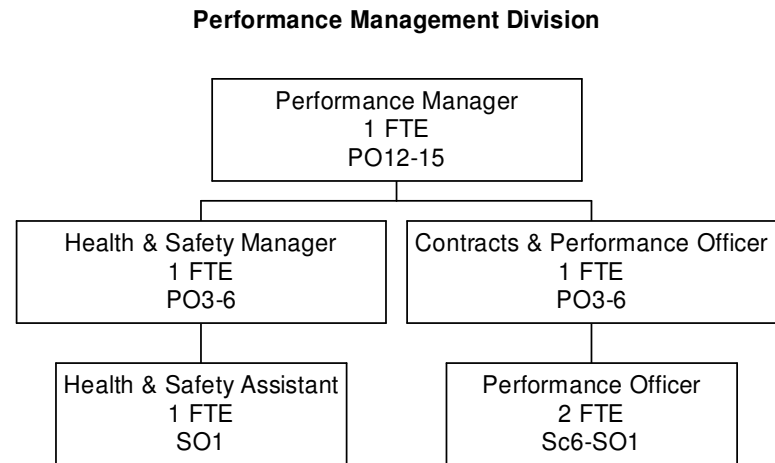 Performance Management Division
Performance Manager
1 FTE
PO12-15
Health & Safety Manager
1 FTE
PO3-6
Contracts & Performance Officer
1 FTE
PO3-6
Health & Safety Assistant
1 FTE
SO1
Performance Officer
2 FTE
Sc6-SO1